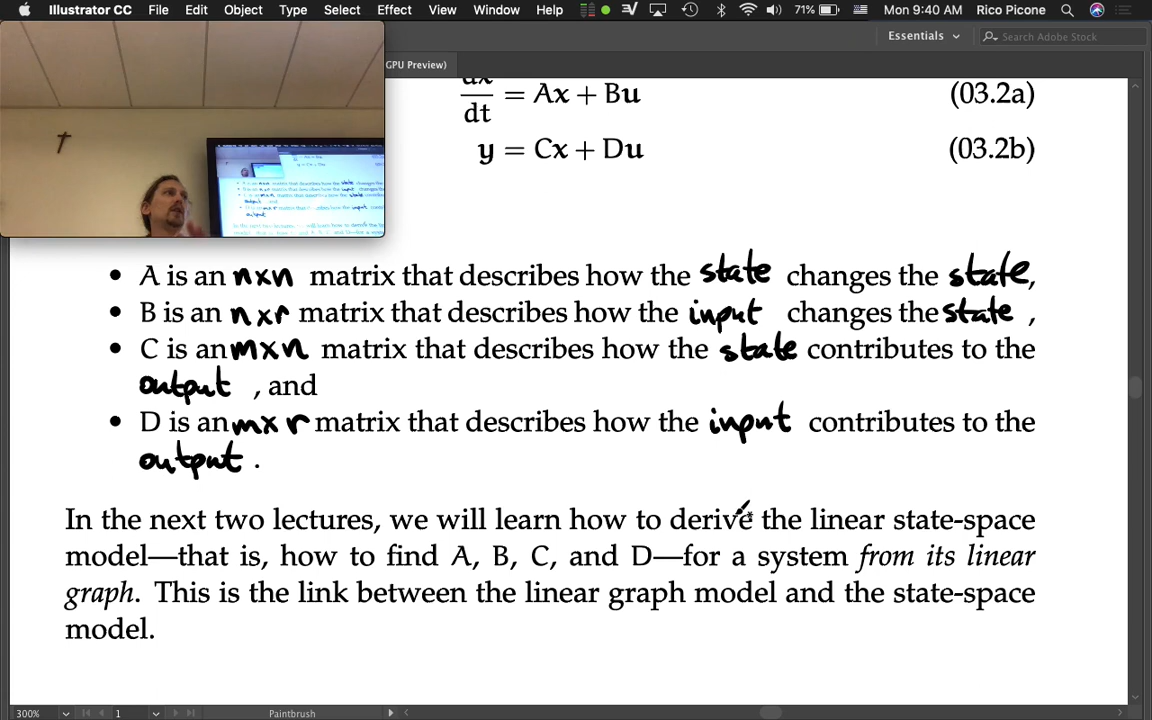 Illustrator CC File Edit Object Type Select Effect View Window Help 71% Mon 9:40 AM Rico Picone
Essentials Search Adobe Stock
GPU Preview)
dx
dt
= Ax + Bu (03.2a)
y = Cx + Du (03.2b)
• A is an n×n matrix that describes how the state changes the state,
• B is an n×r matrix that describes how the input changes the state ,
• C is an m×n matrix that describes how the state contributes to the
output , and
• D is an m×r matrix that describes how the input contributes to the
output .
In the next two lectures, we will learn how to derive the linear state-space
model—that is, how to find A, B, C, and D—for a system from its linear
graph. This is the link between the linear graph model and the state-space
model.
300% 1 Paintbrush